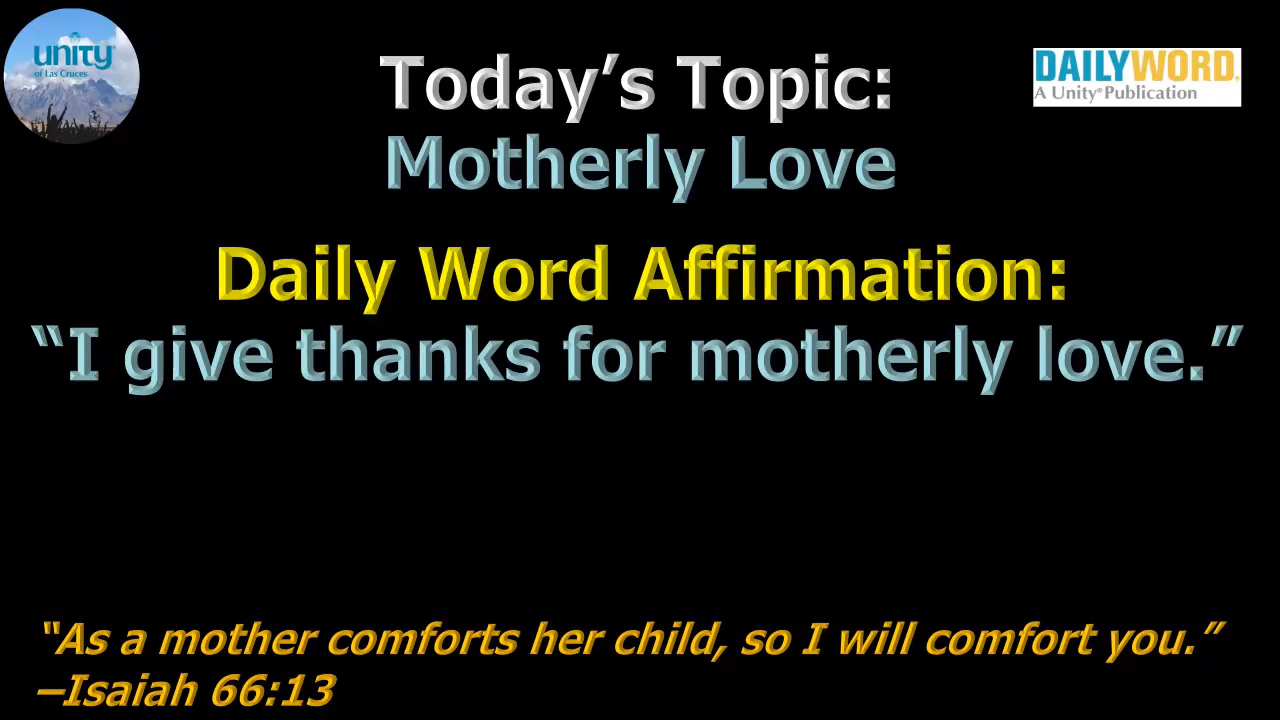 unity®
of Las Cruces
Today’s Topic:
Motherly Love
DAILYWORD®
A Unity® Publication
Daily Word Affirmation:
“I give thanks for motherly love.”
“As a mother comforts her child, so I will comfort you.”
–Isaiah 66:13